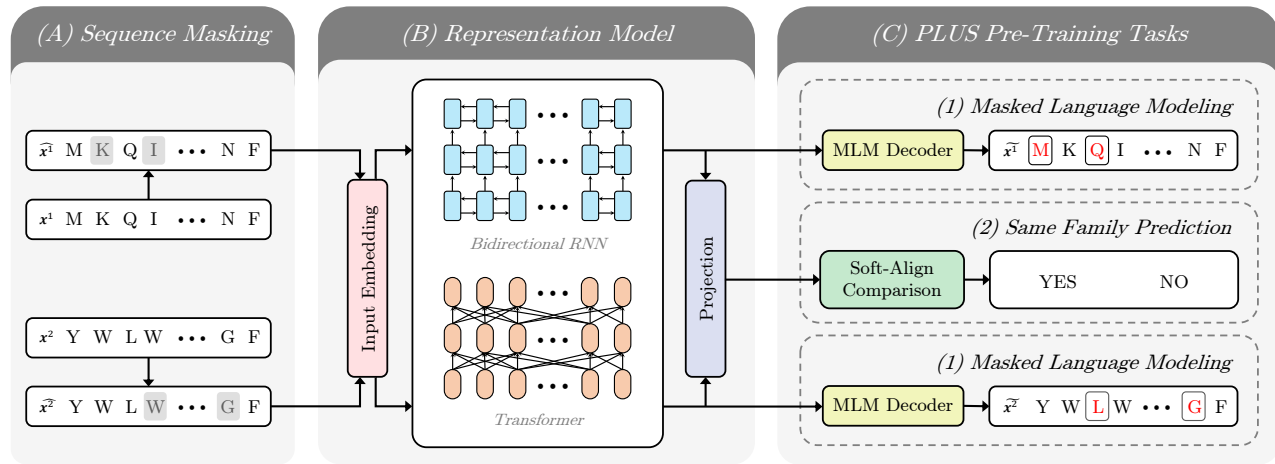 (A) Sequence Masking
x̂¹ M K Q I ••• N F
x¹ M K Q I ••• N F
x² Y W L W ••• G F
x̂² Y W L W ••• G F
(B) Representation Model
Input Embedding
Bidirectional RNN
Transformer
Projection
(C) PLUS Pre-Training Tasks
(1) Masked Language Modeling
MLM Decoder
x̃¹ M K Q I ••• N F
(2) Same Family Prediction
Soft-Align
Comparison
YES NO
(1) Masked Language Modeling
MLM Decoder
x̃² Y W L W ••• G F